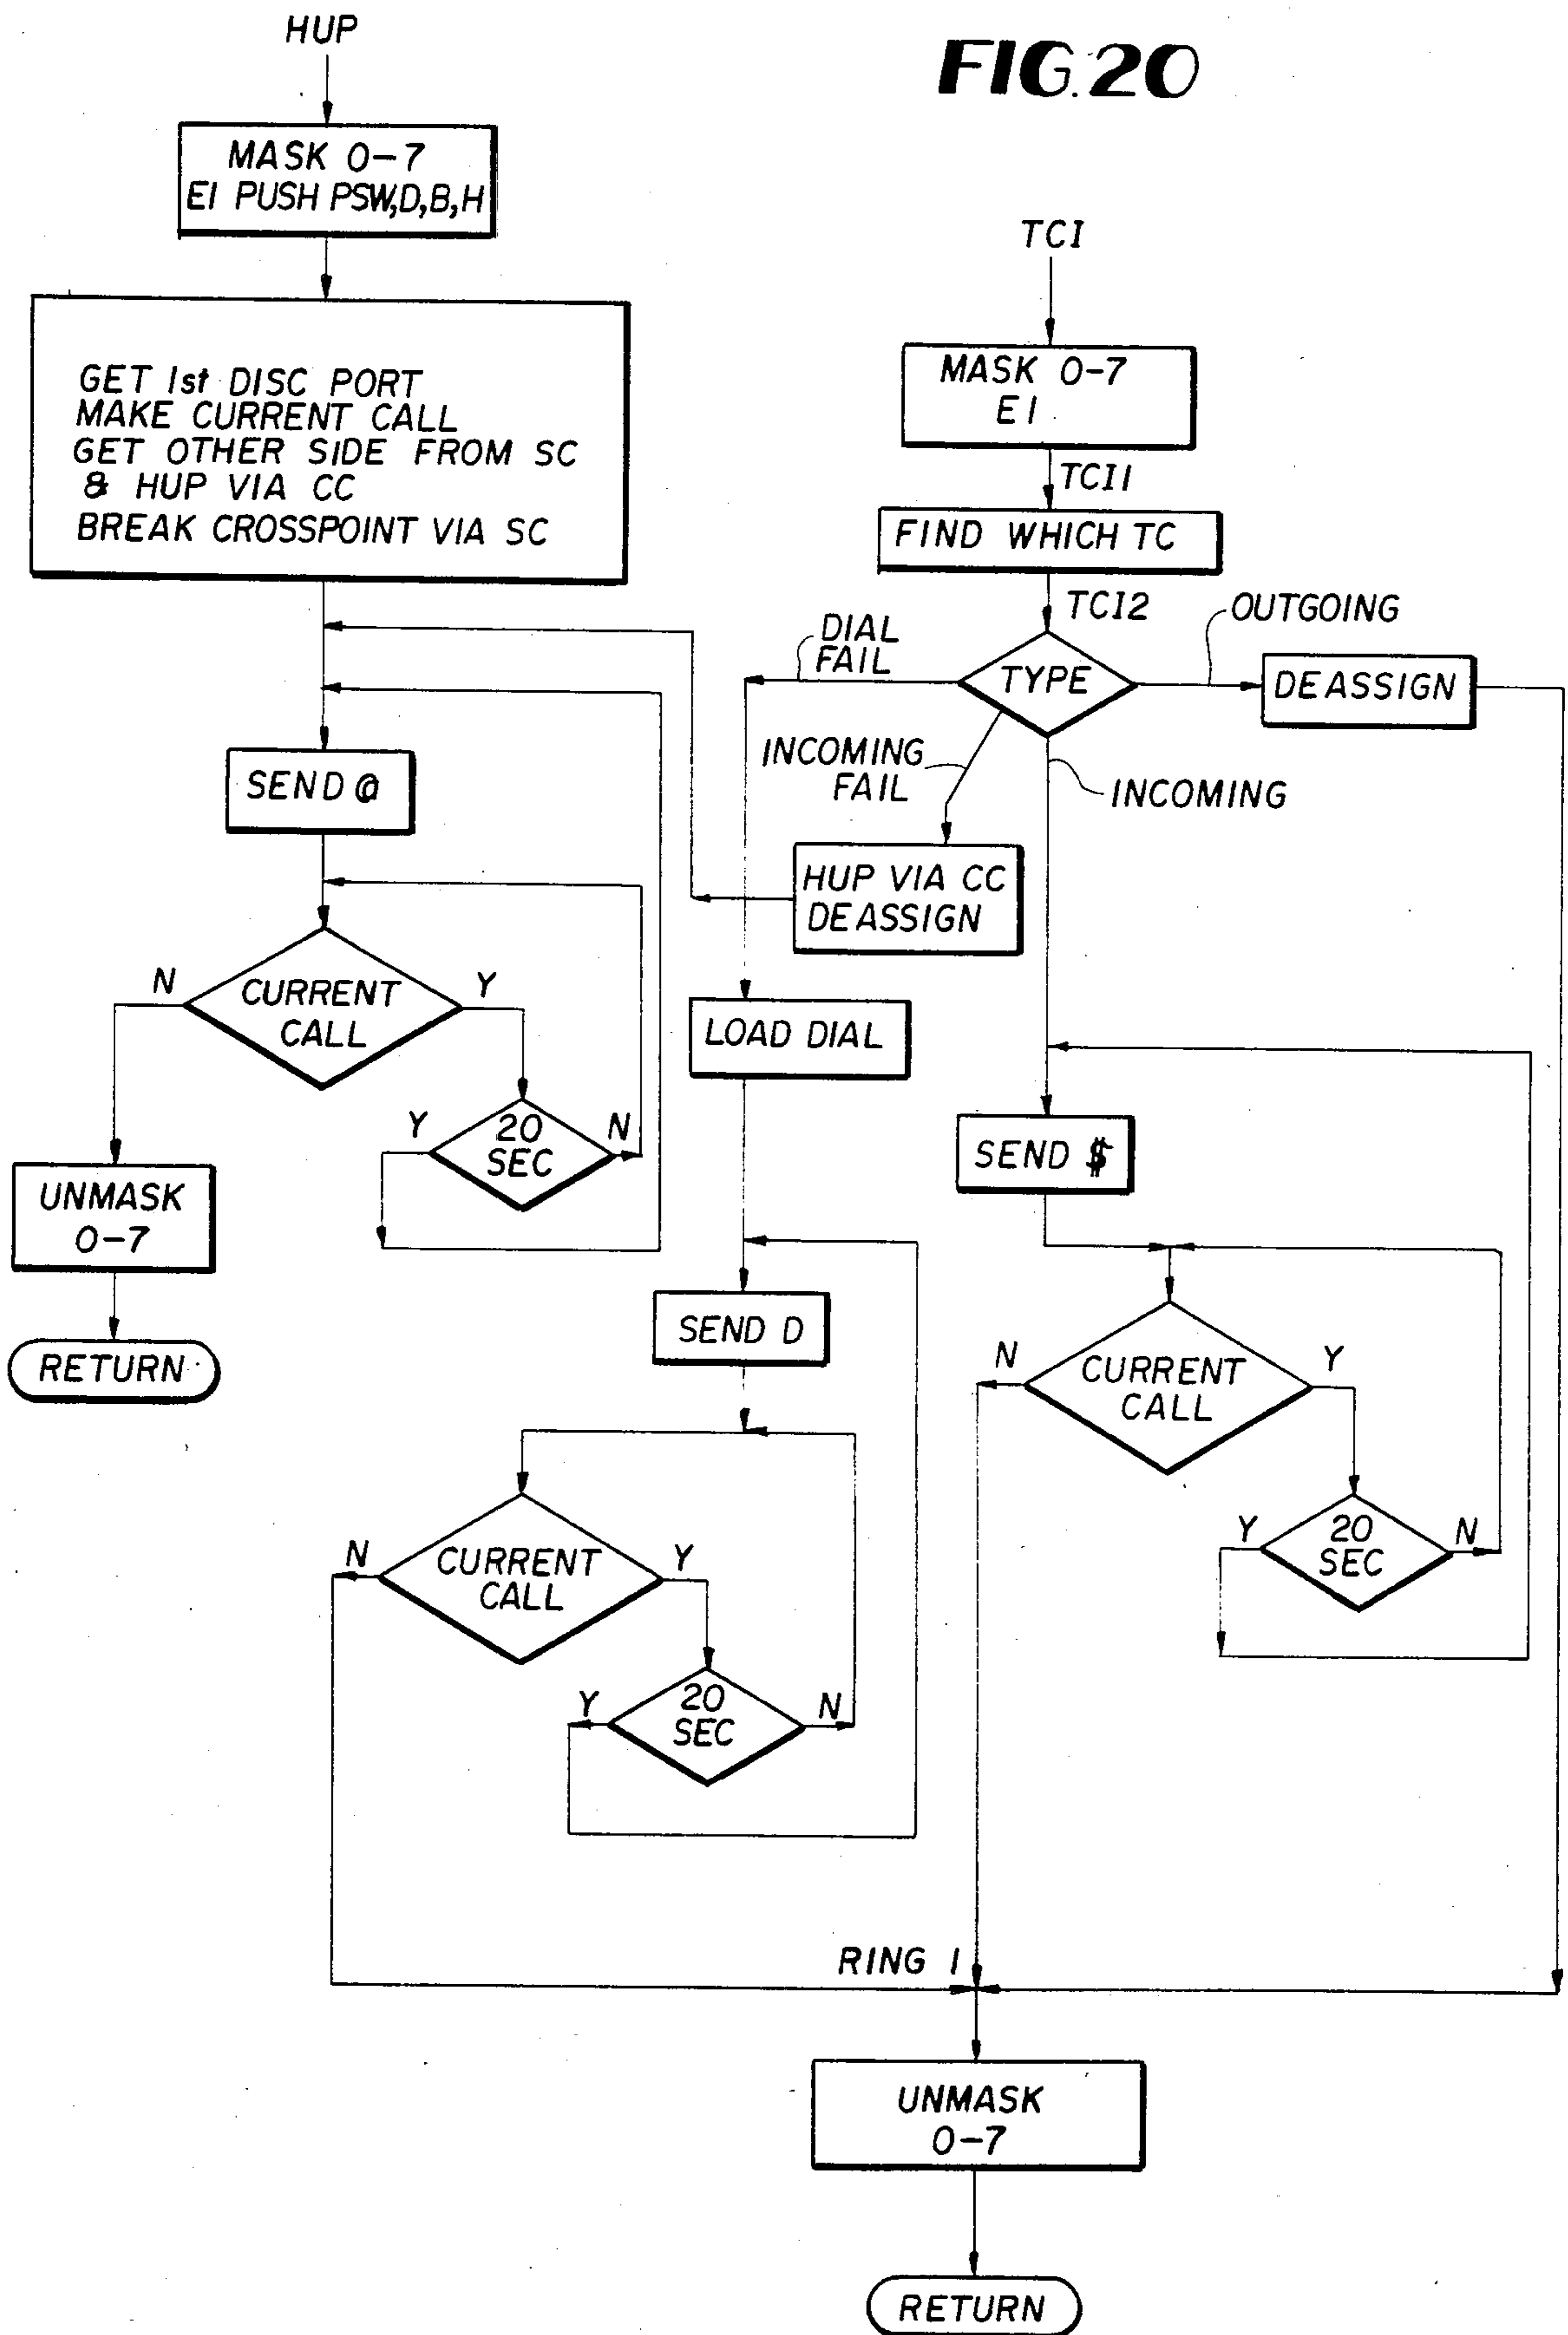 FIG. 20
HUP
MASK 0-7
EI PUSH PSW,D,B,H
GET 1st DISC PORT
MAKE CURRENT CALL
GET OTHER SIDE FROM SC
& HUP VIA CC
BREAK CROSSPOINT VIA SC
SEND @
CURRENT
CALL
N
Y
20
SEC
Y
N
UNMASK
0-7
RETURN
TCI
MASK 0-7
EI
TCI1
FIND WHICH TC
TCI2
TYPE
DIAL
FAIL
OUTGOING
DEASSIGN
INCOMING
FAIL
INCOMING
HUP VIA CC
DEASSIGN
LOAD DIAL
SEND D
CURRENT
CALL
N
Y
20
SEC
Y
N
SEND $
CURRENT
CALL
N
Y
20
SEC
Y
N
RING 1
UNMASK
0-7
RETURN